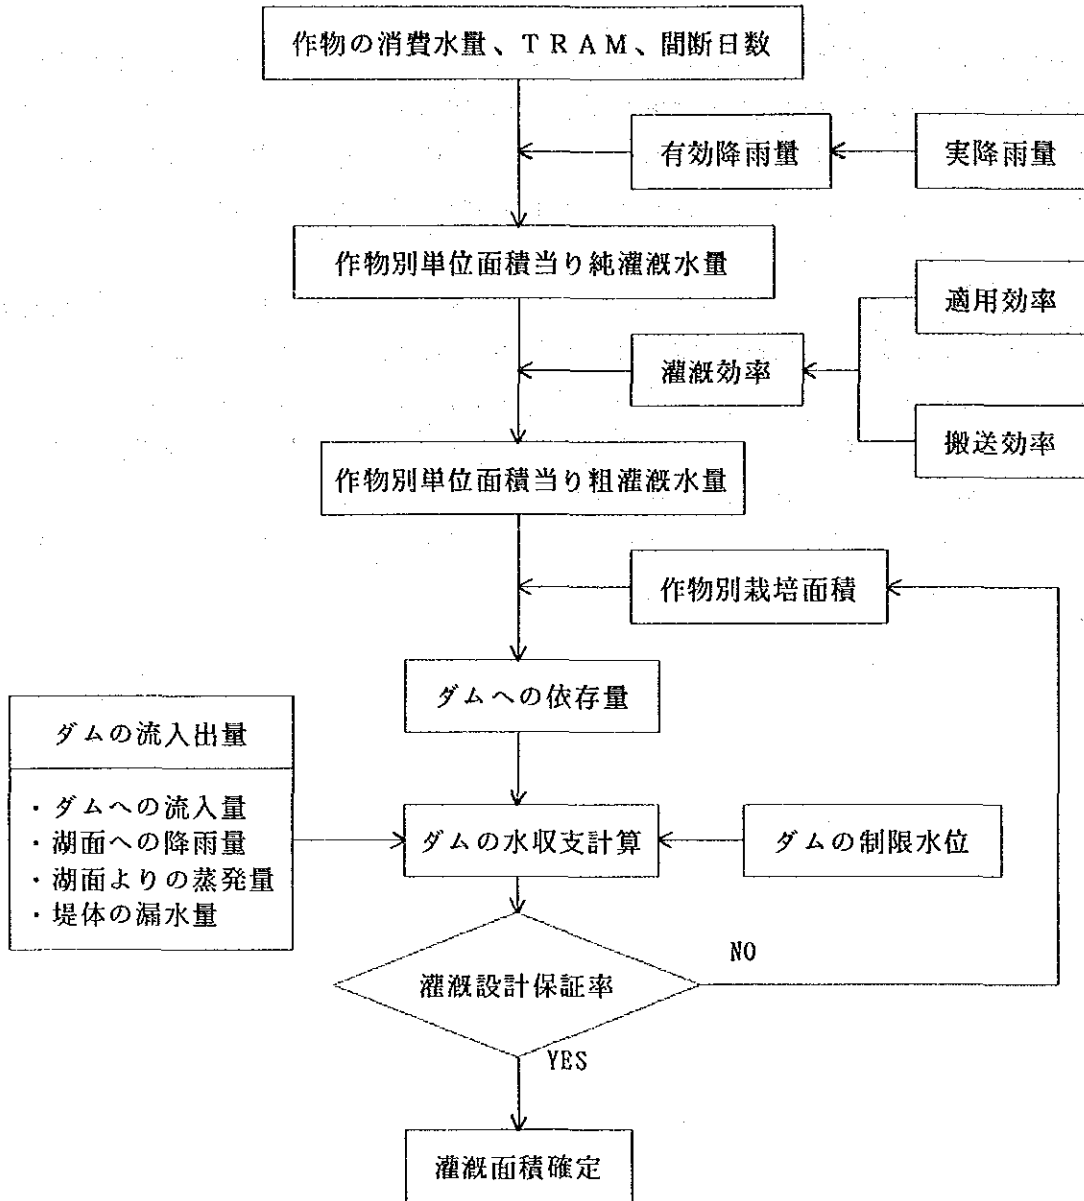 作物の消費水量、TRAM、間断日数
有効降雨量
実降雨量
作物別単位面積当り純灌漑水量
適用効率
灌漑効率
搬送効率
作物別単位面積当り粗灌漑水量
作物別栽培面積
ダムへの依存量
ダムの流入出量
・ダムへの流入量
・湖面への降雨量
・湖面よりの蒸発量
・堤体の漏水量
ダムの水収支計算
ダムの制限水位
灌漑設計保証率
NO
YES
灌漑面積確定